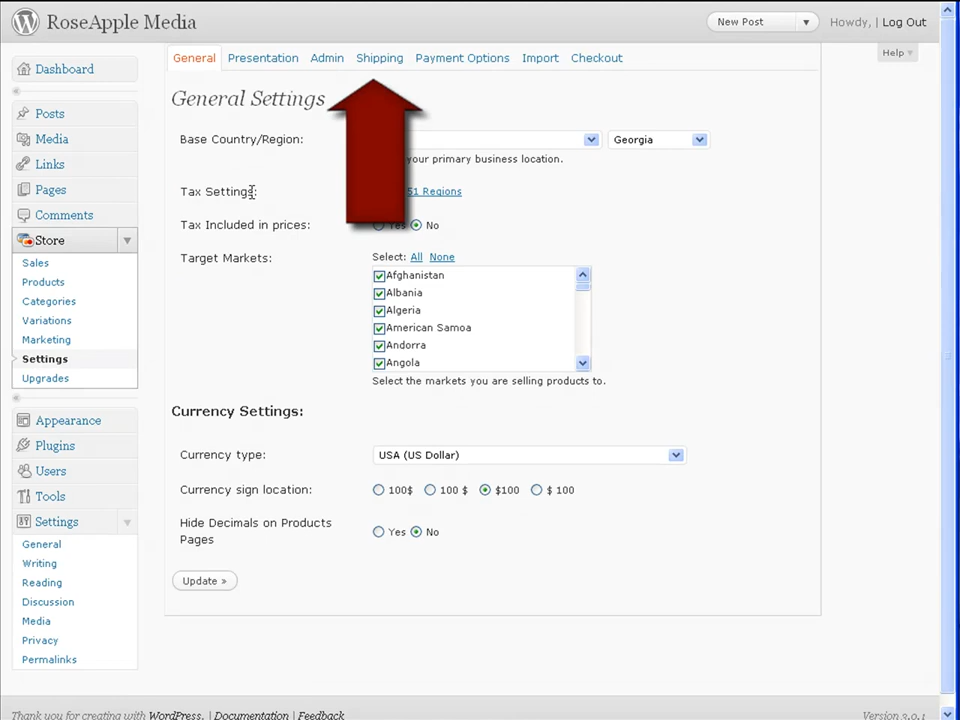 RoseApple Media
New Post
Howdy, | Log Out
Help
General Presentation Admin Shipping Payment Options Import Checkout
Dashboard
Posts
Media
Links
Pages
Comments
Store
Sales
Products
Categories
Variations
Marketing
Settings
Upgrades
Appearance
Plugins
Users
Tools
Settings
General
Writing
Reading
Discussion
Media
Privacy
Permalinks
General Settings
Base Country/Region:
Georgia
your primary business location.
Tax Settings:
51 Regions
Tax Included in prices:
Yes No
Target Markets:
Select: All None
Afghanistan
Albania
Algeria
American Samoa
Andorra
Angola
Select the markets you are selling products to.
Currency Settings:
Currency type:
USA (US Dollar)
Currency sign location:
100$ 100 $ $100 $ 100
Hide Decimals on Products
Pages
Yes No
Update »
Thank you for creating with WordPress. | Documentation | Feedback
Version 3.0.1